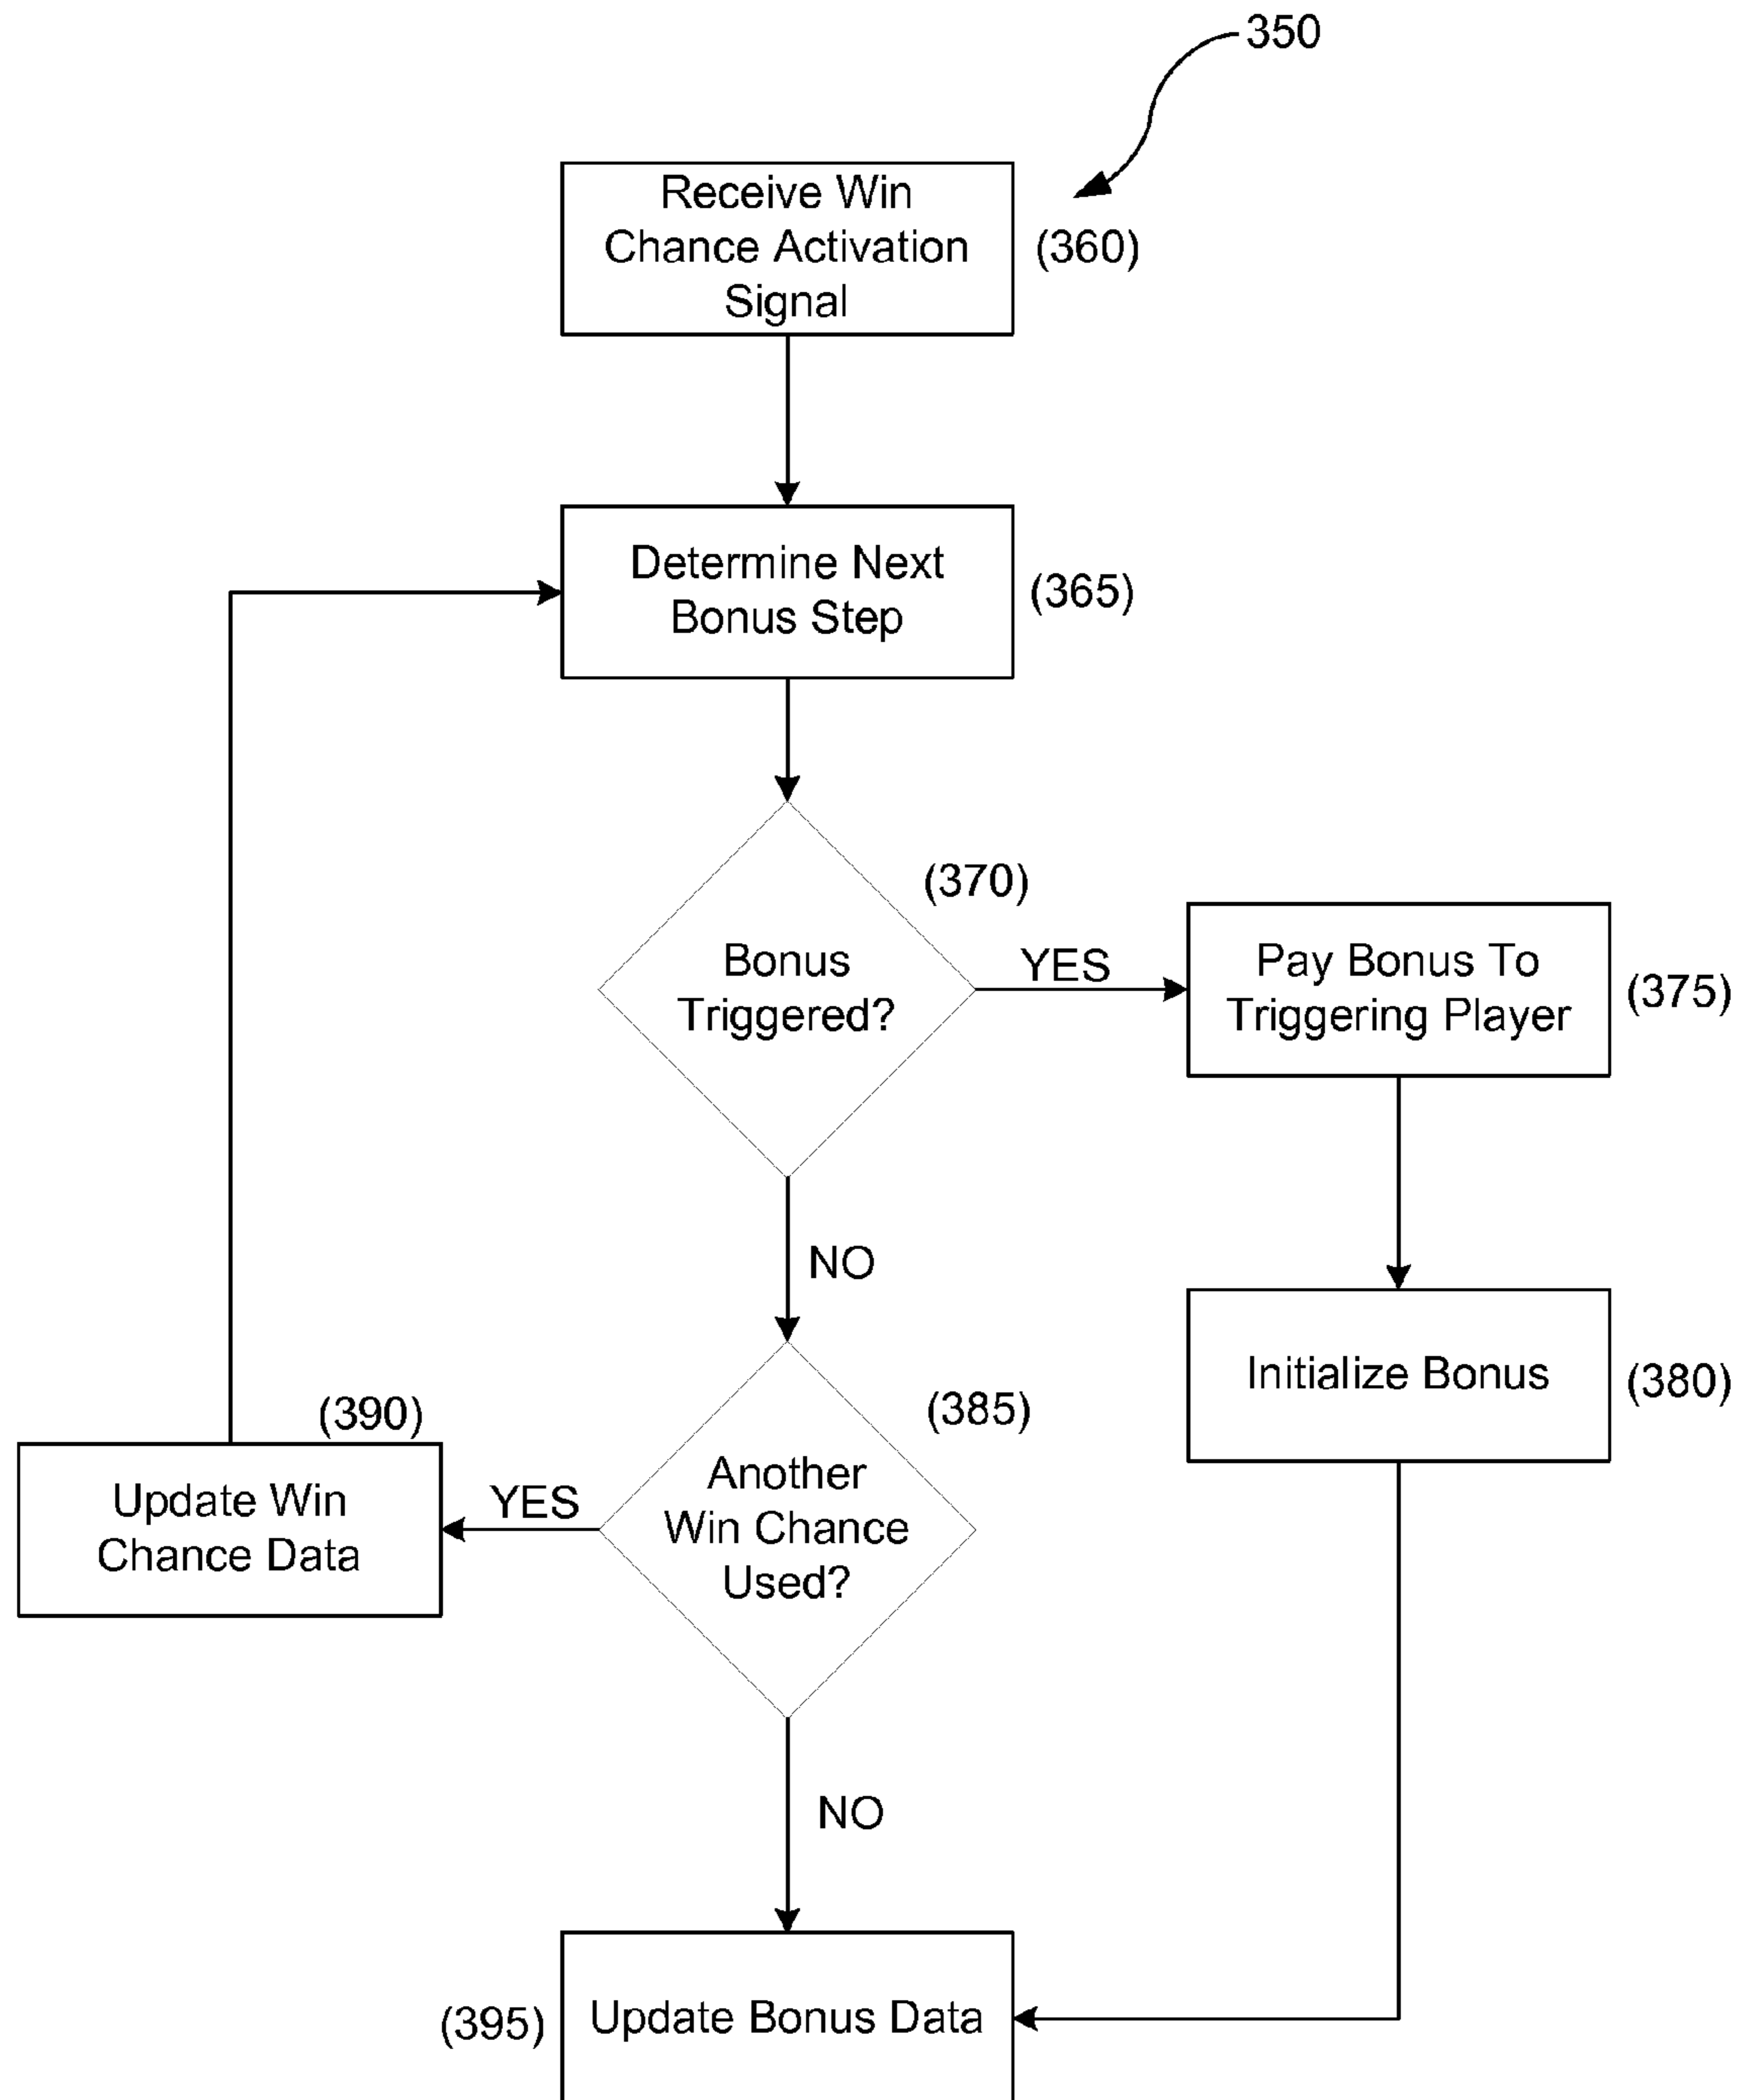 350
Receive Win
Chance Activation
Signal
(360)
Determine Next
Bonus Step
(365)
(370)
Bonus
Triggered?
YES
Pay Bonus To
Triggering Player
(375)
NO
Initialize Bonus
(380)
(385)
(390)
Another
Win Chance
Used?
YES
Update Win
Chance Data
NO
(395)
Update Bonus Data